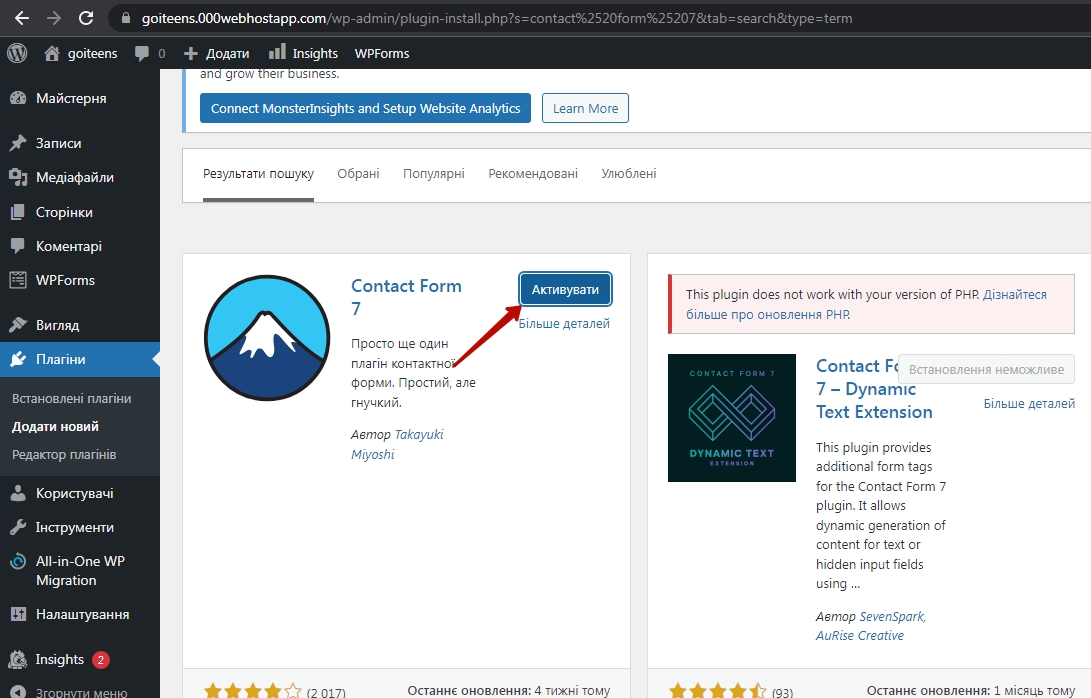 goiteens.000webhostapp.com/wp-admin/plugin-install.php?s=contact%2520form%25207&tab=search&type=term
goiteens 0 Додати Insights WPForms
and grow their business.
Connect MonsterInsights and Setup Website Analytics Learn More
Результати пошуку Обрані Популярні Рекомендовані Улюблені
Майстерня
Записи
Медіафайли
Сторінки
Коментарі
WPForms
Вигляд
Плагіни
Встановлені плагіни
Додати новий
Редактор плагінів
Користувачі
Інструменти
All-in-One WP
Migration
Налаштування
Insights 2
Згорнути меню
Contact Form
7
Активувати
Більше деталей
Просто ще один
плагін контактної
форми. Простий, але
гнучкий.
Автор Takayuki
Miyoshi
(2 017)
Останнє оновлення: 4 тижні тому
This plugin does not work with your version of PHP. Дізнайтеся
більше про оновлення PHP.
CONTACT FORM 7
DYNAMIC TEXT
EXTENSION
Contact Fo
7 – Dynamic
Text Extension
Встановлення неможливе
Більше деталей
This plugin provides
additional form tags
for the Contact Form 7
plugin. It allows
dynamic generation of
content for text or
hidden input fields
using ...
Автор SevenSpark,
AuRise Creative
(93)
Останнє оновлення: 1 місяць тому